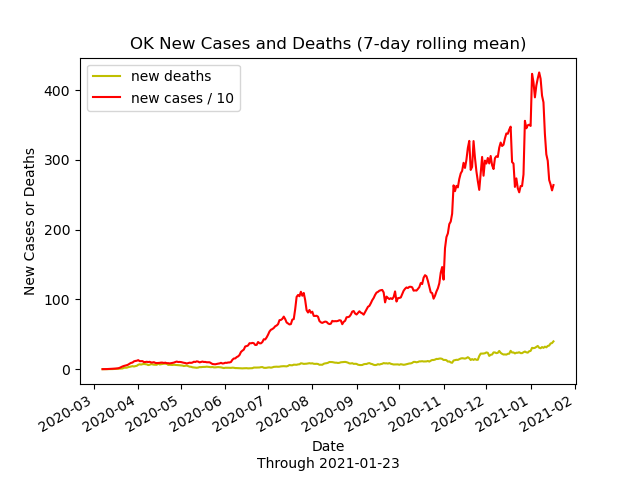 OK New Cases and Deaths (7-day rolling mean)
new deaths
new cases / 10
New Cases or Deaths
400
300
200
100
0
2020-03
2020-04
2020-05
2020-06
2020-07
2020-08
2020-09
2020-10
2020-11
2020-12
2021-01
2021-02
Date
Through 2021-01-23